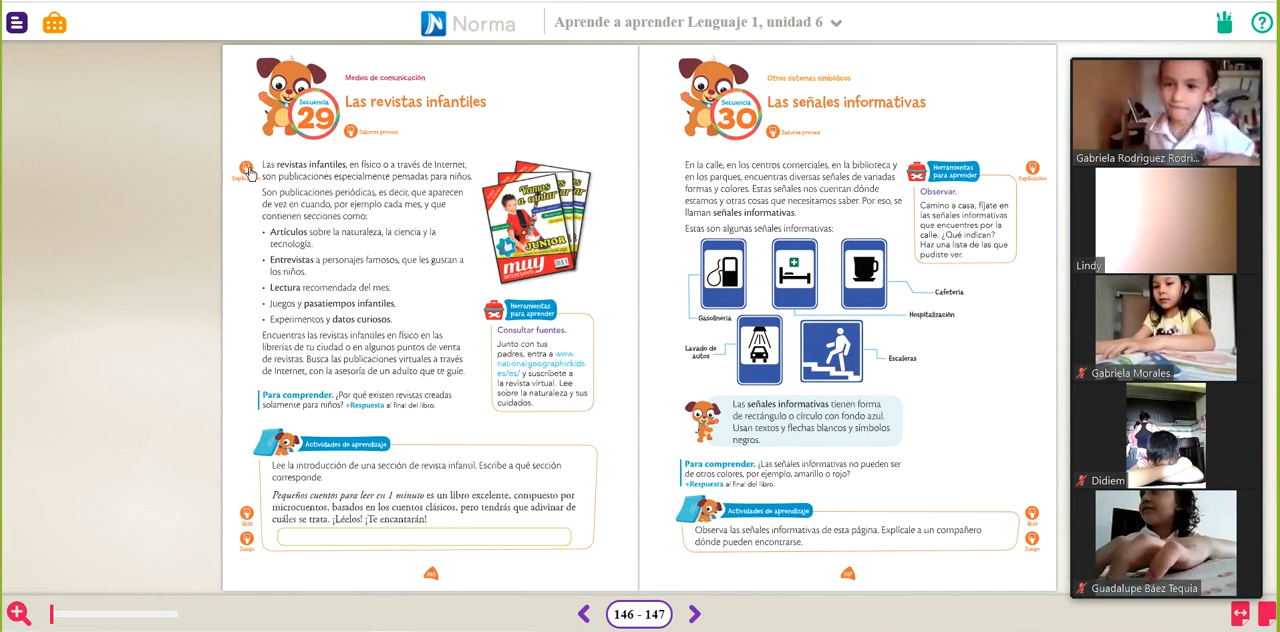 Norma
Aprende a aprender Lenguaje 1, unidad 6
Medios de comunicación
Secuencia
29
Las revistas infantiles
Saberes previos
Las revistas infantiles, en físico o a través de Internet,
son publicaciones especialmente pensadas para niños.
Son publicaciones periódicas, es decir, que aparecen
de vez en cuando, por ejemplo cada mes, y que
contienen secciones como:
• Artículos sobre la naturaleza, la ciencia y la
tecnología.
• Entrevistas a personajes famosos, que les gustan a
los niños.
• Lectura recomendada del mes.
• Juegos y pasatiempos infantiles.
• Experimentos y datos curiosos.
Encuentras las revistas infantiles en físico en las
librerías de tu ciudad o en algunos puntos de venta
de revistas. Busca las publicaciones virtuales a través
de Internet, con la asesoría de un adulto que te guíe.
Vamos
a contar
JUNIOR
muy
Herramientas
para aprender
Consultar fuentes.
Junto con tus
padres, entra a www.
nationalgeographickids.
es/es/ y suscríbete a
la revista virtual. Lee
sobre la naturaleza y sus
cuidados.
Para comprender. ¿Por qué existen revistas creadas
solamente para niños? +Respuesta al final del libro.
Actividades de aprendizaje
Lee la introducción de una sección de revista infantil. Escribe a qué sección
corresponde.
Pequeños cuentos para leer en 1 minuto es un libro excelente, compuesto por
microcuentos, basados en los cuentos clásicos, pero tendrás que adivinar de
cuáles se trata. ¡Léelos! ¡Te encantarán!
Quiz
Juego
146
Otros sistemas simbólicos
Secuencia
30
Las señales informativas
Saberes previos
En la calle, en los centros comerciales, en la biblioteca y
en los parques, encuentras diversas señales de variadas
formas y colores. Estas señales nos cuentan dónde
estamos y otras cosas que necesitamos saber. Por eso, se
llaman señales informativas.
Estas son algunas señales informativas:
Herramientas
para aprender
Explicación
Observar.
Camino a casa, fíjate en
las señales informativas
que encuentres por la
calle. ¿Qué indican?
Haz una lista de las que
pudiste ver.
Cafetería
Gasolinería
Hospitalización
Lavado de
autos
Escaleras
Las señales informativas tienen forma
de rectángulo o círculo con fondo azul.
Usan textos y flechas blancos y símbolos
negros.
Para comprender. ¿Las señales informativas no pueden ser
de otros colores, por ejemplo, amarillo o rojo?
+Respuesta al final del libro.
Actividades de aprendizaje
Observa las señales informativas de esta página. Explícale a un compañero
dónde pueden encontrarse.
Quiz
Juego
147
Gabriela Rodriguez Rodri...
Lindy
Gabriela Morales
Didiem
Guadalupe Báez Tequia
146 - 147